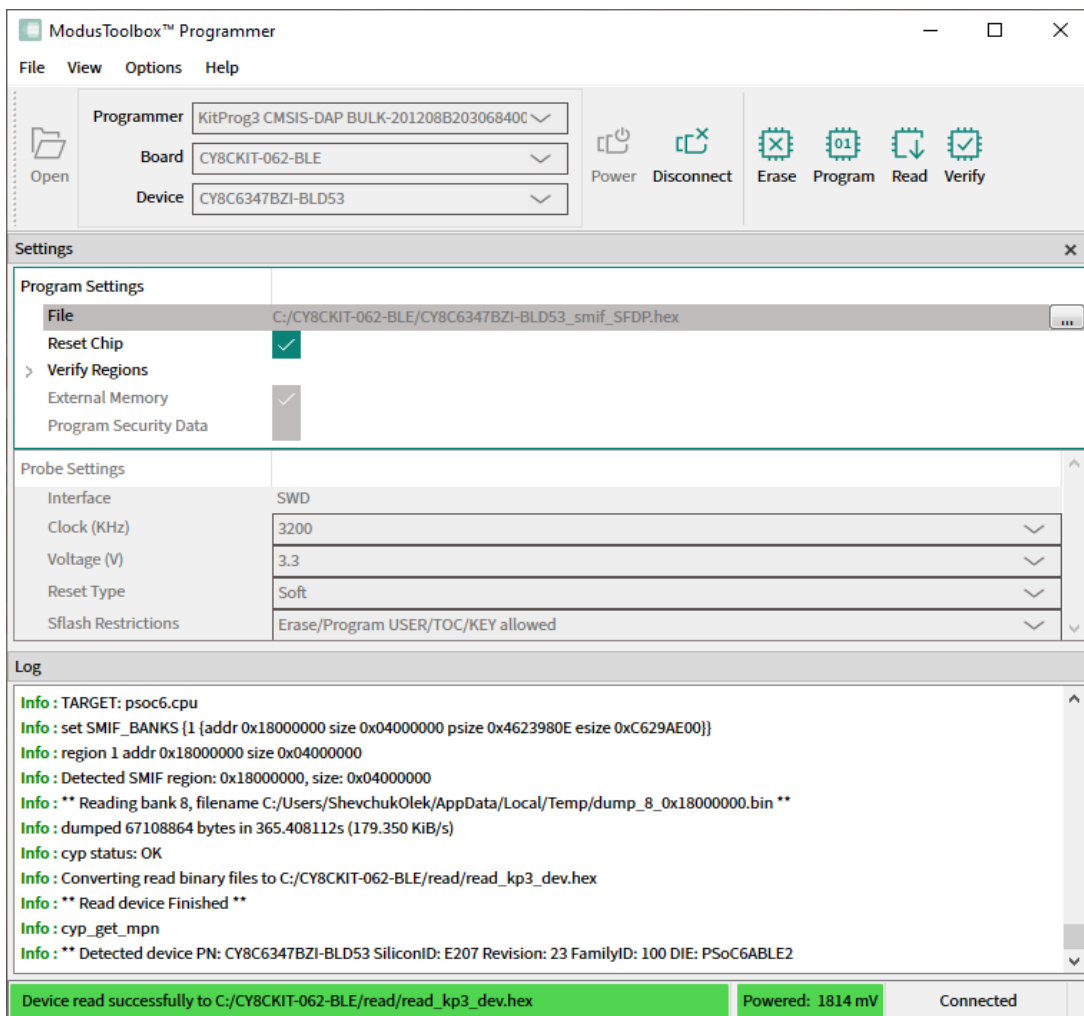 ModusToolbox™ Programmer
File View Options Help
Open
Programmer KitProg3 CMSIS-DAP BULK-201208B203068400
Board CY8CKIT-062-BLE
Device CY8C6347BZI-BLD53
Power Disconnect Erase Program Read Verify
01
Settings
Program Settings
File C:/CY8CKIT-062-BLE/CY8C6347BZI-BLD53_smif_SFDP.hex ...
Reset Chip
Verify Regions
External Memory
Program Security Data
Probe Settings
Interface SWD
Clock (KHz) 3200
Voltage (V) 3.3
Reset Type Soft
Sflash Restrictions Erase/Program USER/TOC/KEY allowed
Log
Info : TARGET: psoc6.cpu
Info : set SMIF_BANKS {1 {addr 0x18000000 size 0x04000000 psize 0x4623980E esize 0xC629AE00}}
Info : region 1 addr 0x18000000 size 0x04000000
Info : Detected SMIF region: 0x18000000, size: 0x04000000
Info : ** Reading bank 8, filename C:/Users/ShevchukOlek/AppData/Local/Temp/dump_8_0x18000000.bin **
Info : dumped 67108864 bytes in 365.408112s (179.350 KiB/s)
Info : cyp status: OK
Info : Converting read binary files to C:/CY8CKIT-062-BLE/read/read_kp3_dev.hex
Info : ** Read device Finished **
Info : cyp_get_mpn
Info : ** Detected device PN: CY8C6347BZI-BLD53 SiliconID: E207 Revision: 23 FamilyID: 100 DIE: PSoC6ABLE2
Device read successfully to C:/CY8CKIT-062-BLE/read/read_kp3_dev.hex Powered: 1814 mV Connected